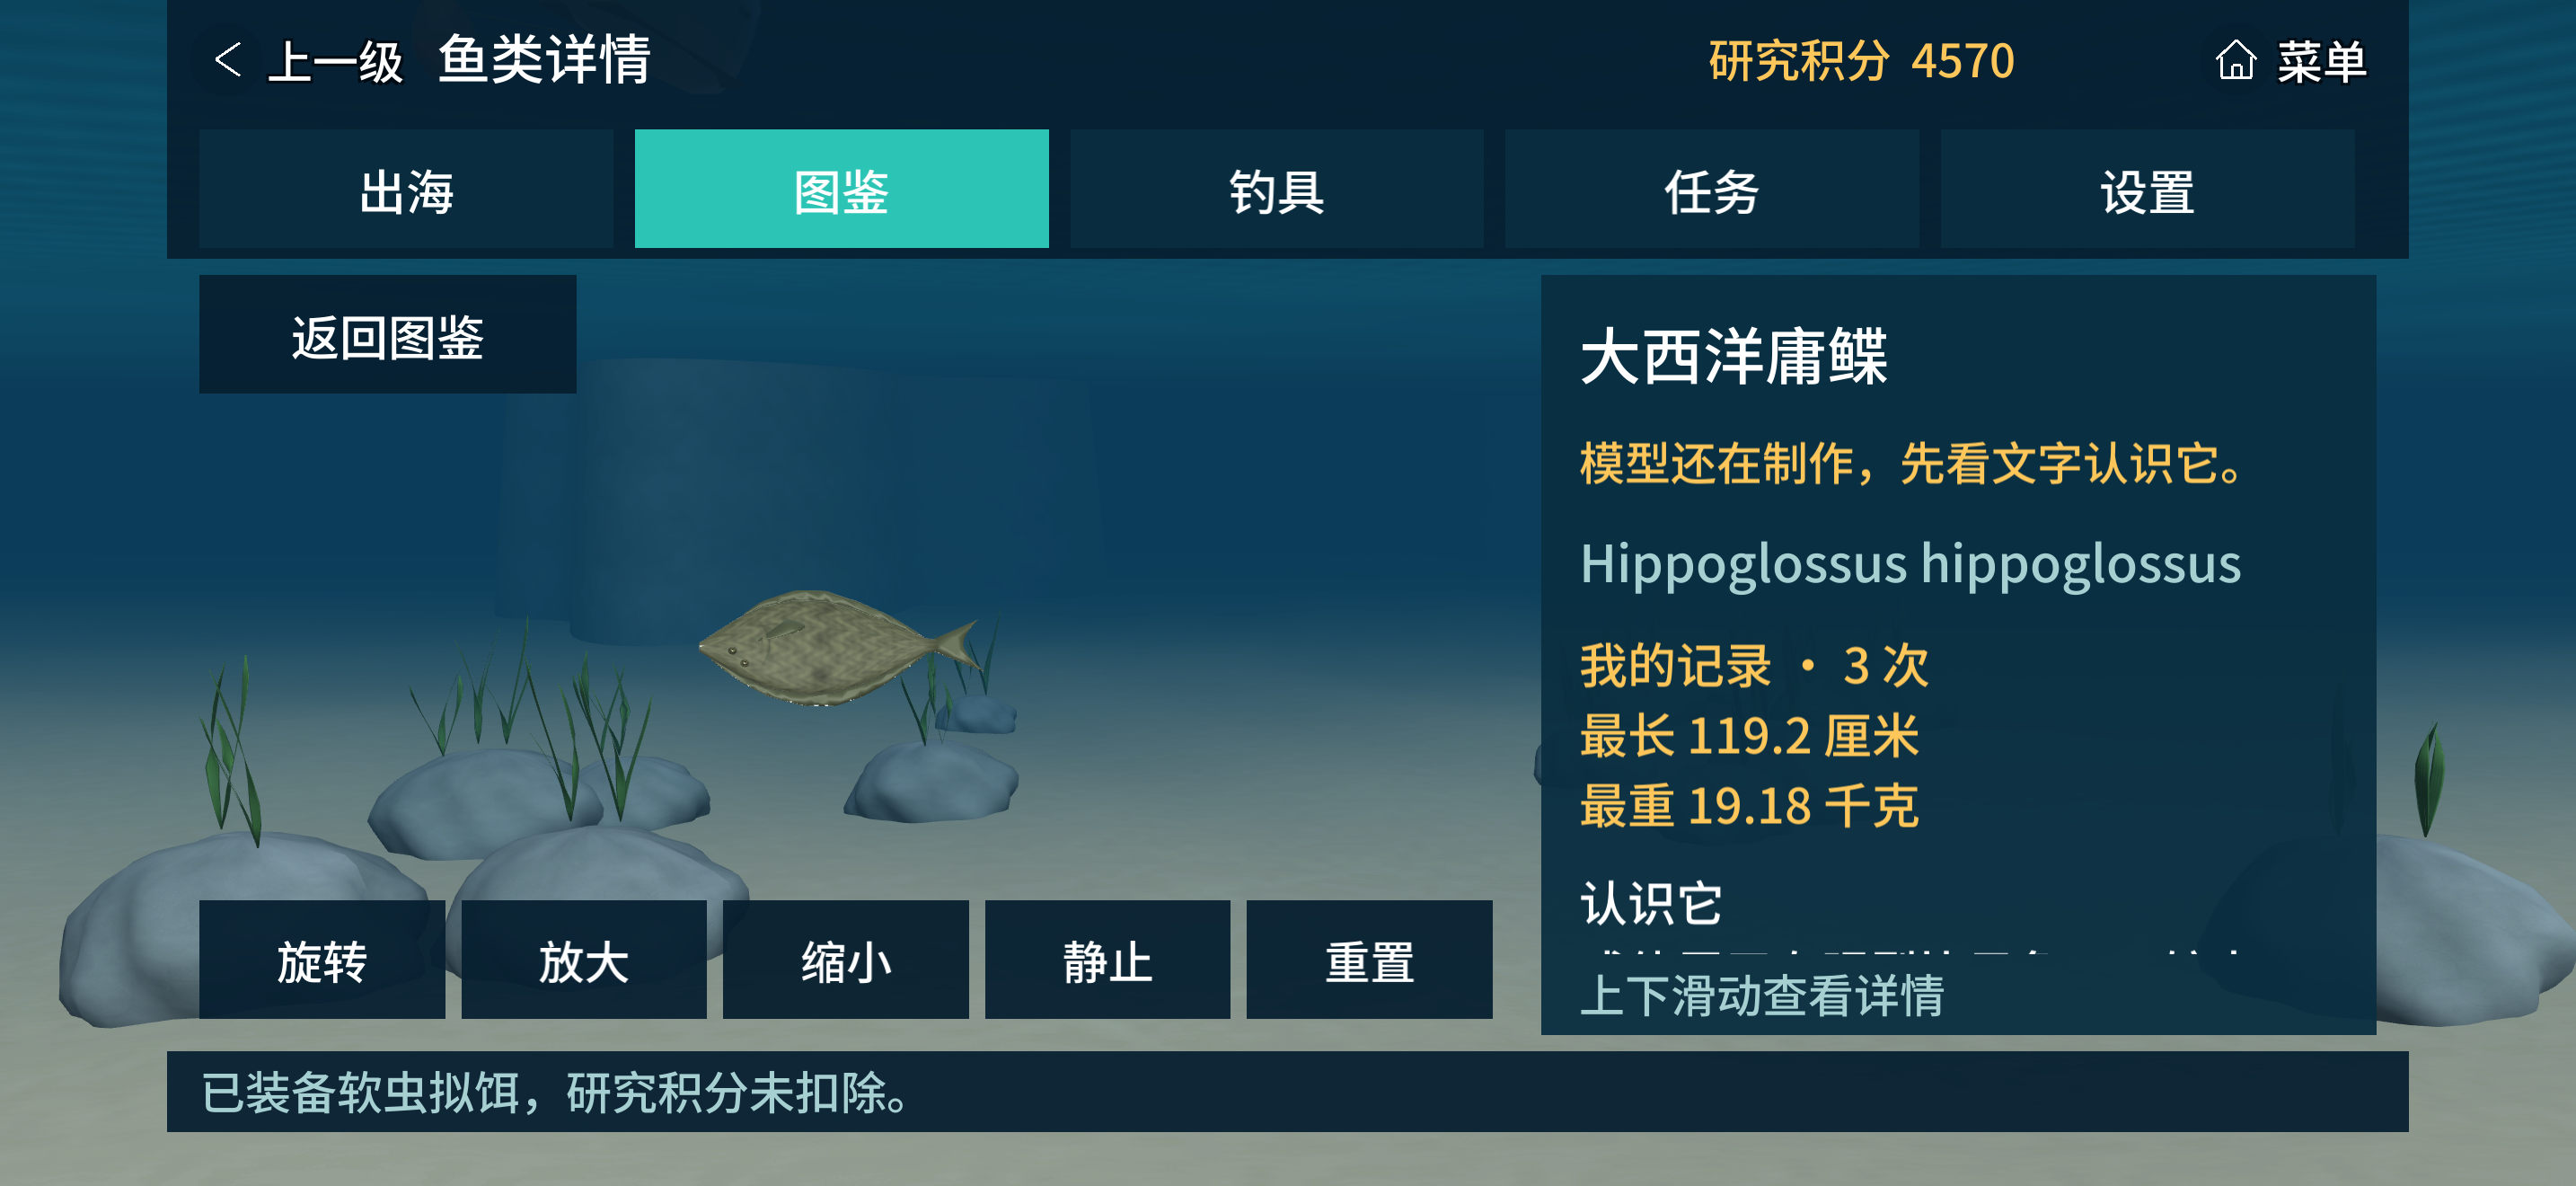 上一级 鱼类详情 研究积分 4570 菜单
出海 图鉴 钓具 任务 设置
返回图鉴
大西洋庸鲽
模型还在制作，先看文字认识它。
Hippoglossus hippoglossus
我的记录 · 3 次
最长 119.2 厘米
最重 19.18 千克
认识它
上下滑动查看详情
旋转 放大 缩小 静止 重置
已装备软虫拟饵，研究积分未扣除。